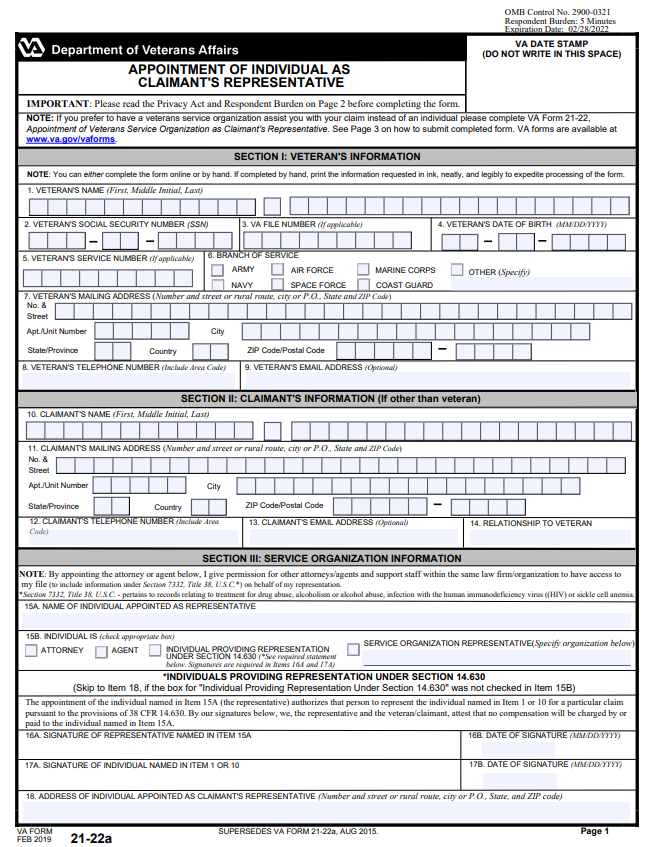 OMB Control No. 2900-0321
Respondent Burden: 5 Minutes
Expiration Date: 02/28/2022
VA
Department of Veterans Affairs
VA DATE STAMP
(DO NOT WRITE IN THIS SPACE)
APPOINTMENT OF INDIVIDUAL AS
CLAIMANT'S REPRESENTATIVE
IMPORTANT: Please read the Privacy Act and Respondent Burden on Page 2 before completing the form.
NOTE: If you prefer to have a veterans service organization assist you with your claim instead of an individual please complete VA Form 21-22,
Appointment of Veterans Service Organization as Claimant's Representative. See Page 3 on how to submit completed form. VA forms are available at
www.va.gov/vaforms.
SECTION I: VETERAN'S INFORMATION
NOTE: You can either complete the form online or by hand. If completed by hand, print the information requested in ink, neatly, and legibly to expedite processing of the form.
1. VETERAN'S NAME (First, Middle Initial, Last)
2. VETERAN'S SOCIAL SECURITY NUMBER (SSN)
3. VA FILE NUMBER (If applicable)
4. VETERAN'S DATE OF BIRTH (MM/DD/YYYY)
5. VETERAN'S SERVICE NUMBER (If applicable)
6. BRANCH OF SERVICE
ARMY
AIR FORCE
MARINE CORPS
OTHER (Specify)
NAVY
SPACE FORCE
COAST GUARD
7. VETERAN'S MAILING ADDRESS (Number and street or rural route, city or P.O., State and ZIP Code)
No. &
Street
Apt./Unit Number
City
State/Province
Country
ZIP Code/Postal Code
8. VETERAN'S TELEPHONE NUMBER (Include Area Code)
9. VETERAN'S EMAIL ADDRESS (Optional)
SECTION II: CLAIMANT'S INFORMATION (If other than veteran)
10. CLAIMANT'S NAME (First, Middle Initial, Last)
11. CLAIMANT'S MAILING ADDRESS (Number and street or rural route, city or P.O., State and ZIP Code)
No. &
Street
Apt./Unit Number
City
State/Province
Country
ZIP Code/Postal Code
12. CLAIMANT'S TELEPHONE NUMBER (Include Area
Code)
13. CLAIMANT'S EMAIL ADDRESS (Optional)
14. RELATIONSHIP TO VETERAN
SECTION III: SERVICE ORGANIZATION INFORMATION
NOTE: By appointing the attorney or agent below, I give permission for other attorneys/agents and support staff within the same law firm/organization to have access to
my file (to include information under Section 7332, Title 38, U.S.C.*) on behalf of my representation.
*Section 7332, Title 38, U.S.C. - pertains to records relating to treatment for drug abuse, alcoholism or alcohol abuse, infection with the human immunodeficiency virus ((HIV) or sickle cell anemia.
15A. NAME OF INDIVIDUAL APPOINTED AS REPRESENTATIVE
15B. INDIVIDUAL IS (check appropriate box)
ATTORNEY
AGENT
INDIVIDUAL PROVIDING REPRESENTATION
UNDER SECTION 14.630 (*See required statement
below. Signatures are required in Items 16A and 17A)
SERVICE ORGANIZATION REPRESENTATIVE(Specify organization below)
*INDIVIDUALS PROVIDING REPRESENTATION UNDER SECTION 14.630
(Skip to Item 18, if the box for "Individual Providing Representation Under Section 14.630" was not checked in Item 15B)
The appointment of the individual named in Item 15A (the representative) authorizes that person to represent the individual named in Item 1 or 10 for a particular claim
pursuant to the provisions of 38 CFR 14.630. By our signatures below, we, the representative and the veteran/claimant, attest that no compensation will be charged by or
paid to the individual named in Item 15A.
16A. SIGNATURE OF REPRESENTATIVE NAMED IN ITEM 15A
16B. DATE OF SIGNATURE (MM/DD/YYYY)
17A. SIGNATURE OF INDIVIDUAL NAMED IN ITEM 1 OR 10
17B. DATE OF SIGNATURE (MM/DD/YYYY)
18. ADDRESS OF INDIVIDUAL APPOINTED AS CLAIMANT'S REPRESENTATIVE (Number and street or rural route, city or P.O., State, and ZIP code)
VA FORM
FEB 2019
21-22a
SUPERSEDES VA FORM 21-22a, AUG 2015.
Page 1